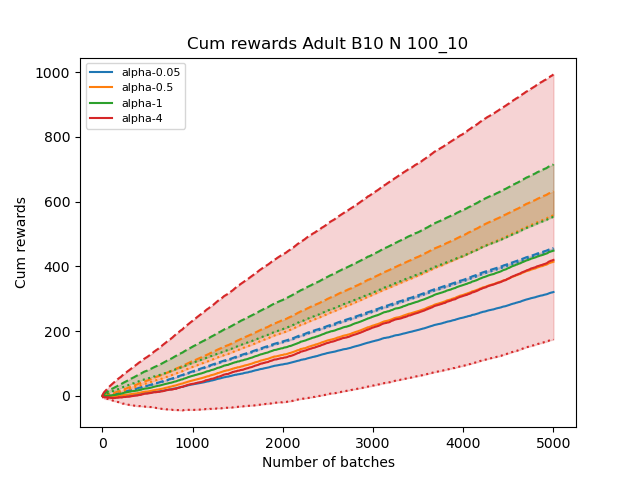 Cum rewards Adult B10 N 100_10
Cum rewards
1000
800
600
400
200
0
alpha-0.05
alpha-0.5
alpha-1
alpha-4
0 1000 2000 3000 4000 5000
Number of batches